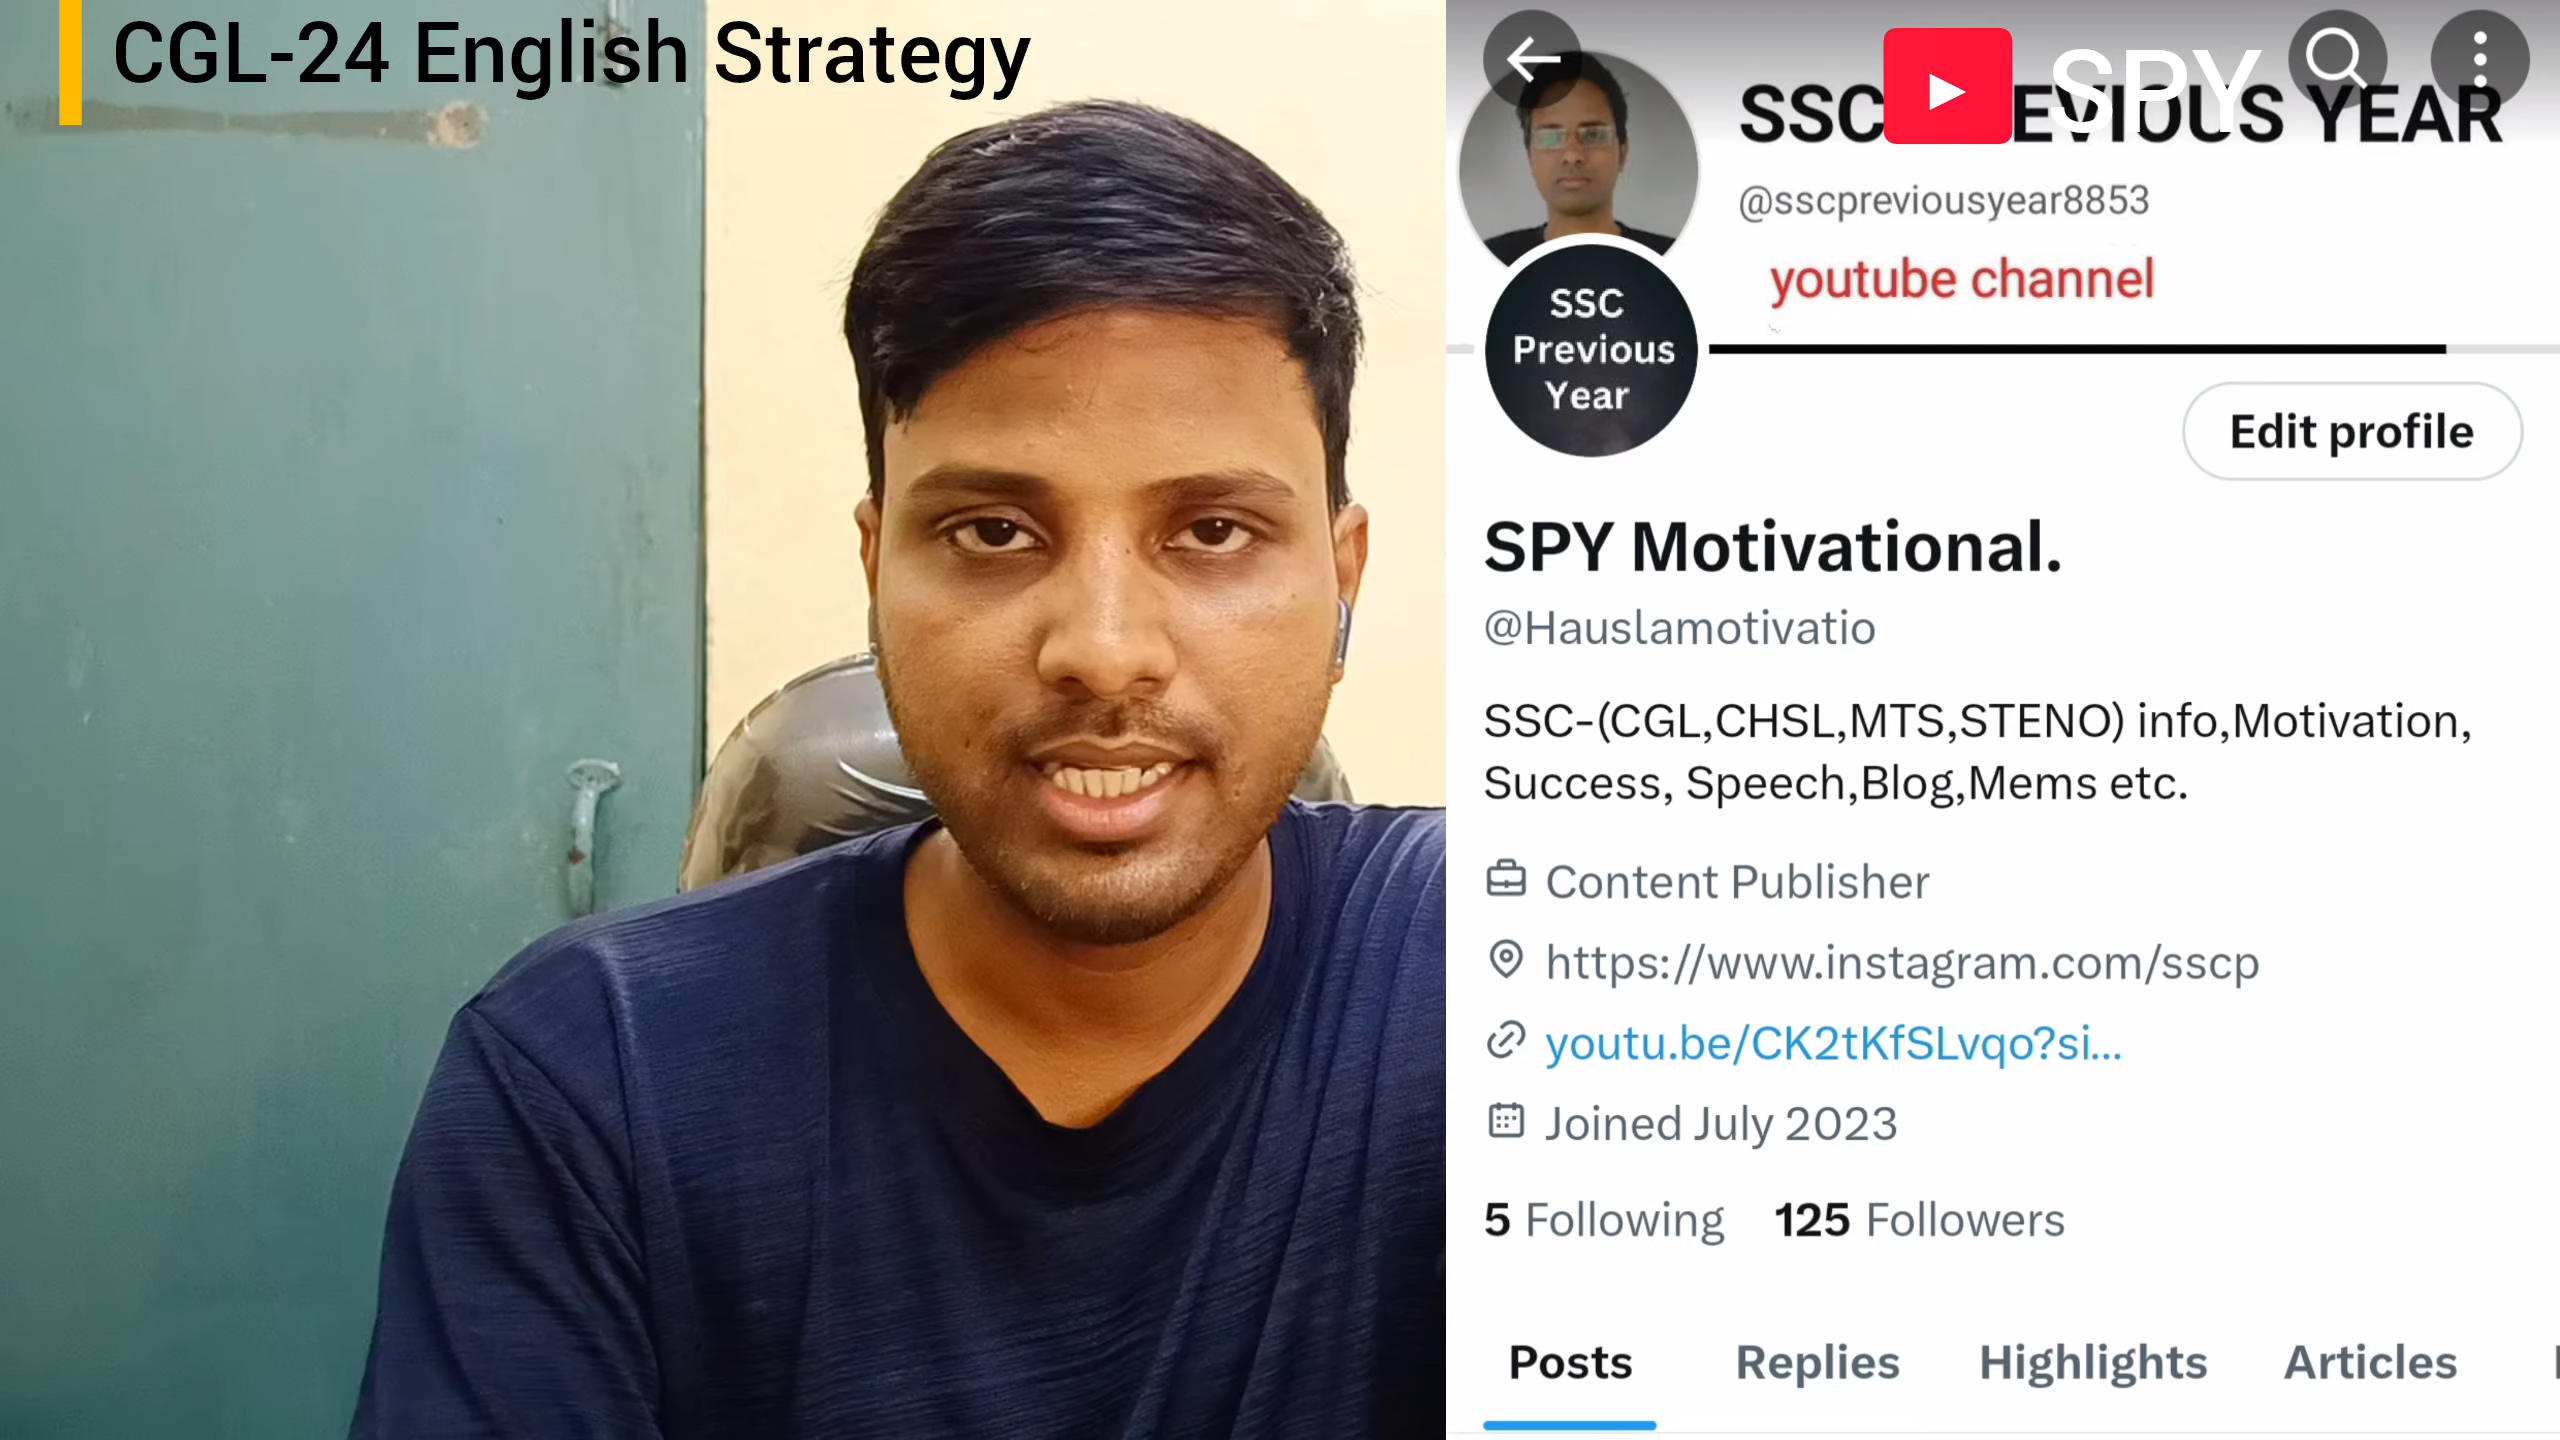 CGL-24 English Strategy
SPY
SSC PREVIOUS YEAR
@sscpreviousyear8853
youtube channel
SSC
Previous
Year
Edit profile
SPY Motivational.
@Hauslamotivatio
SSC-(CGL,CHSL,MTS,STENO) info,Motivation,
Success, Speech,Blog,Mems etc.
Content Publisher
https://www.instagram.com/sscp
youtu.be/CK2tKfSLvqo?si...
Joined July 2023
5 Following 125 Followers
Posts Replies Highlights Articles